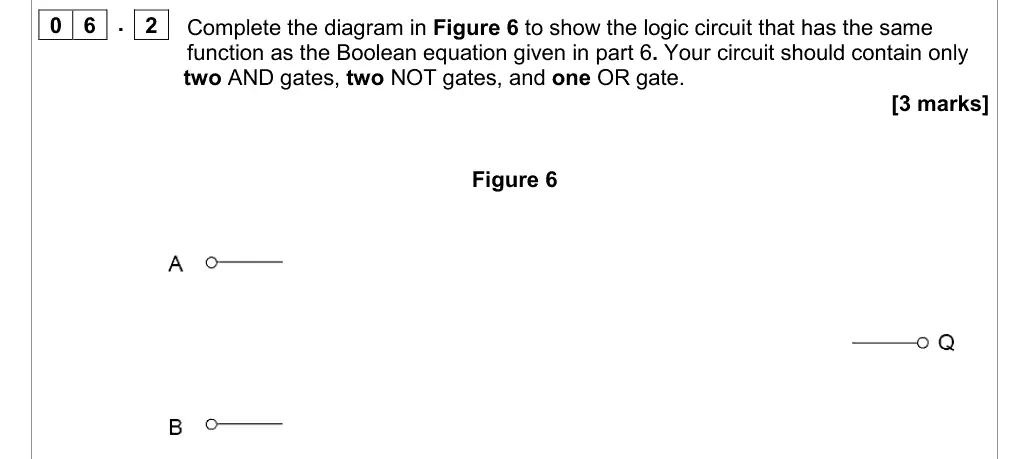 0 6 . 2 Complete the diagram in Figure 6 to show the logic circuit that has the same
function as the Boolean equation given in part 6. Your circuit should contain only
two AND gates, two NOT gates, and one OR gate.
[3 marks]
Figure 6
A
Q
B